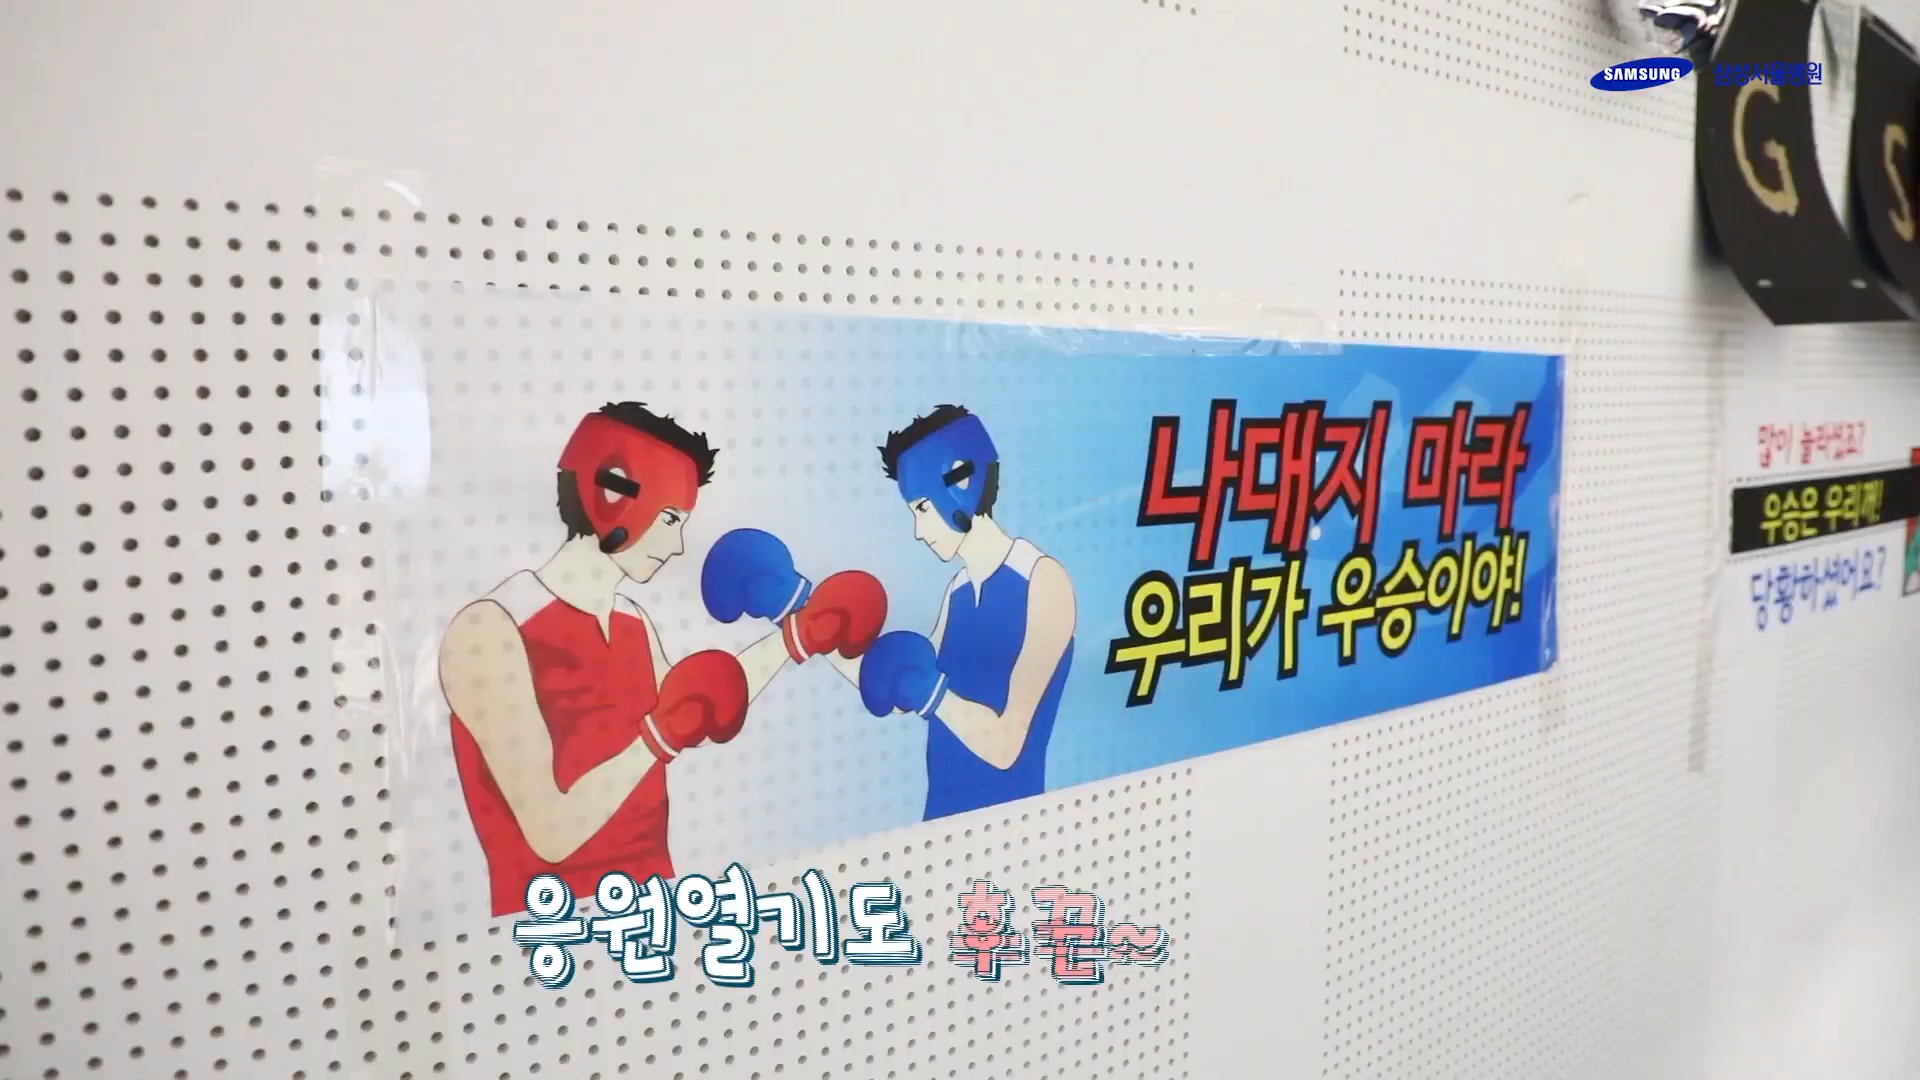 SAMSUNG 삼성서울병원
G S
나대지 마라
우리가 우승이야!
많이 놀라셨죠?
우승은 우리꺼!
당황하셨어요?
응원열기도 후끈~